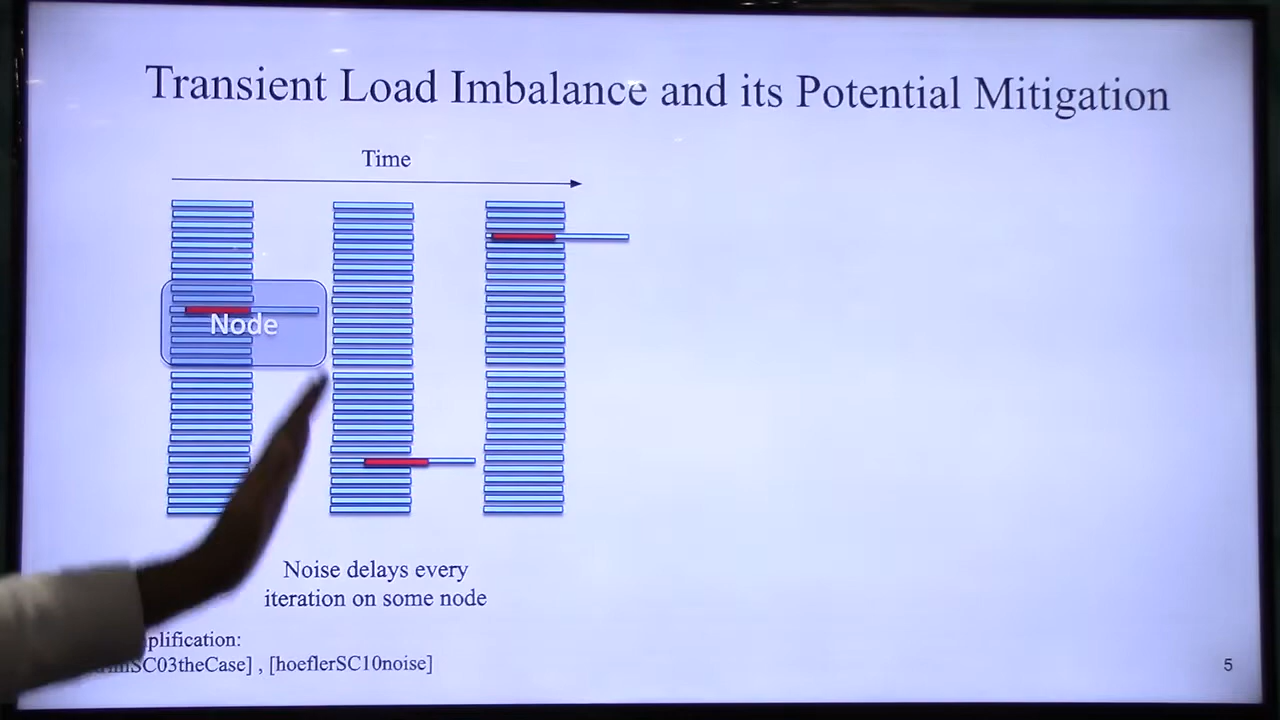 Transient Load Imbalance and its Potential Mitigation
Time
Node
Noise delays every
iteration on some node
plification:
SC03theCase] , [hoeflerSC10noise]
5